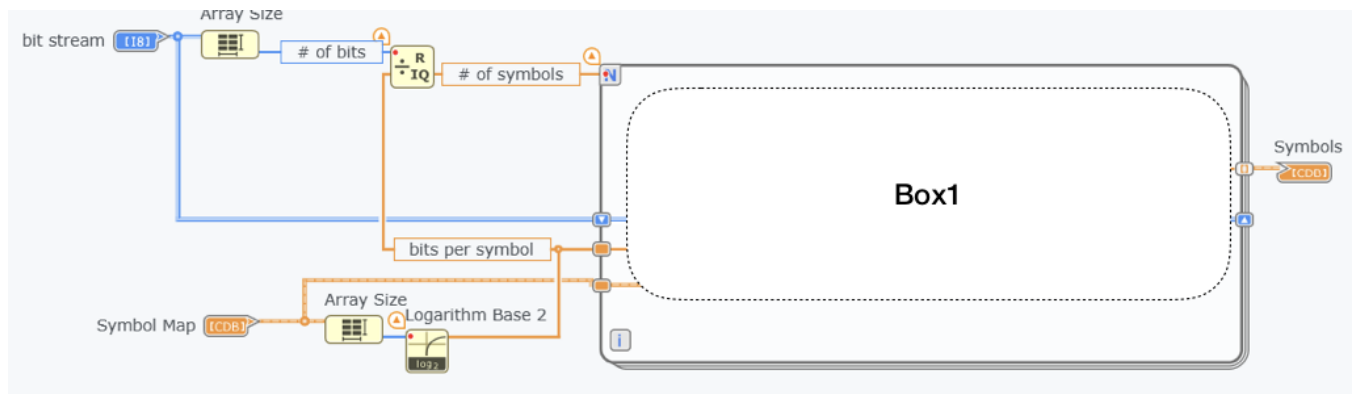 Array Size
bit stream
[I8]
# of bits
R
IQ
# of symbols
N
Symbols
[CDB]
Box1
bits per symbol
Array Size
Logarithm Base 2
Symbol Map
[CDB]
log2
i